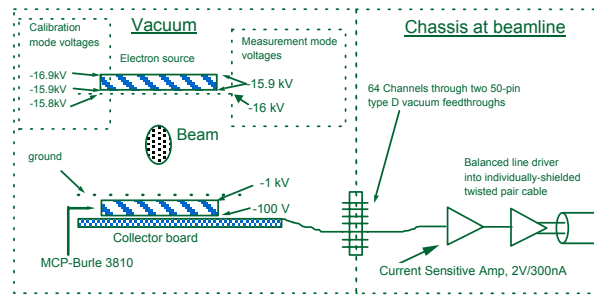 Vacuum
Chassis at beamline
Calibration
mode voltages
Electron source
Measurement mode
voltages
-16.9kV
-15.9kV
-15.8kV
-15.9 kV
-16 kV
64 Channels through two 50-pin
type D vacuum feedthroughs
Beam
ground
-1 kV
-100 V
Collector board
MCP-Burle 3810
Balanced line driver
into individually-shielded
twisted pair cable
Current Sensitive Amp, 2V/300nA